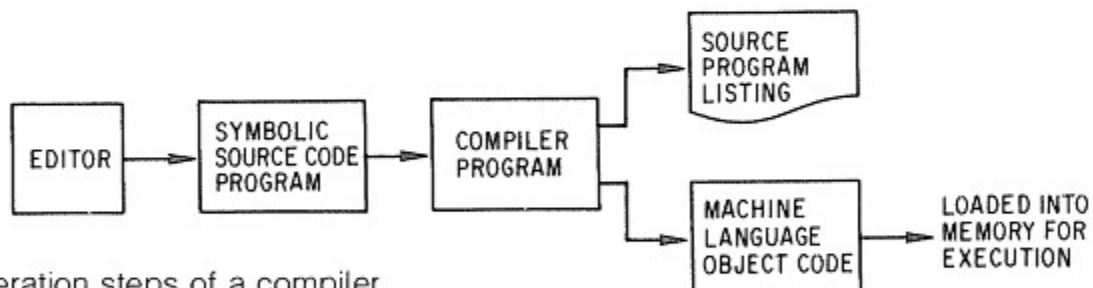 EDITOR
SYMBOLIC
SOURCE CODE
PROGRAM
COMPILER
PROGRAM
SOURCE
PROGRAM
LISTING
MACHINE
LANGUAGE
OBJECT CODE
LOADED INTO
MEMORY FOR
EXECUTION
steps of a compiler